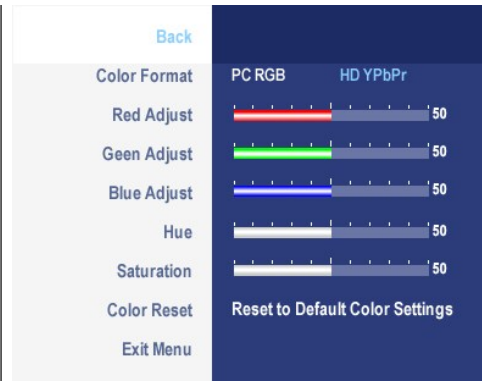 Back
Color Format PC RGB HD YPbPr
Red Adjust 50
Geen Adjust 50
Blue Adjust 50
Hue 50
Saturation 50
Color Reset Reset to Default Color Settings
Exit Menu